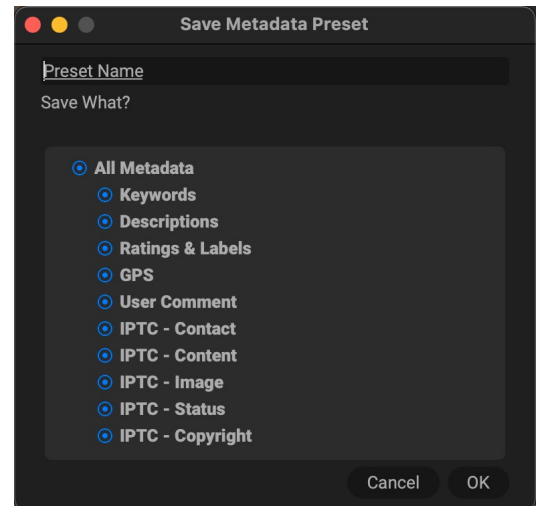 Save Metadata Preset
Preset Name
Save What?
All Metadata
Keywords
Descriptions
Ratings & Labels
GPS
User Comment
IPTC - Contact
IPTC - Content
IPTC - Image
IPTC - Status
IPTC - Copyright
Cancel OK